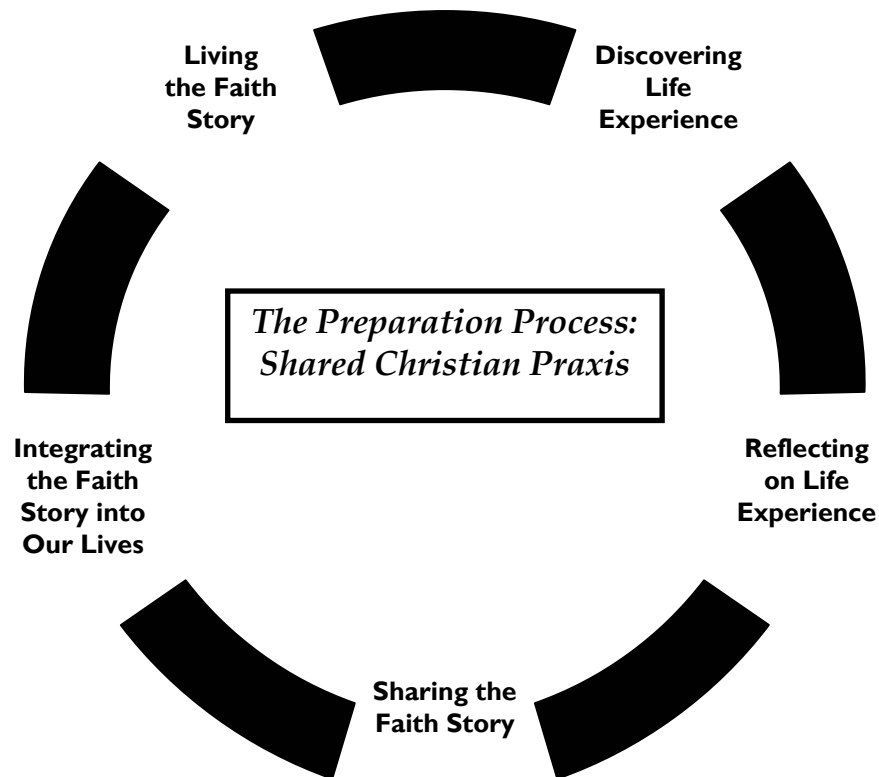 Living
the Faith
Story
Discovering
Life
Experience
The Preparation Process:
Shared Christian Praxis
Integrating
the Faith
Story into
Our Lives
Reflecting
on Life
Experience
Sharing the
Faith Story